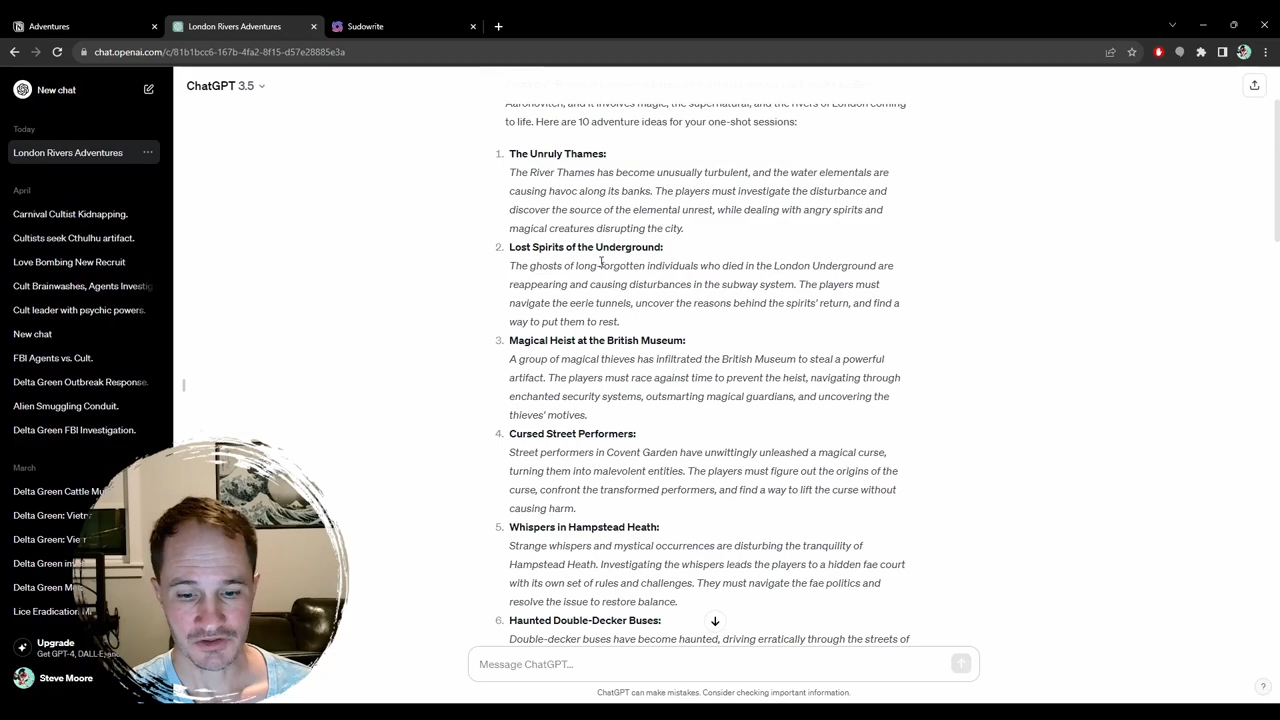 Adventures
London Rivers Adventures
Sudowrite
chat.openai.com/c/81b1bcc6-167b-4fa2-8f15-d57e28885e3a
New chat
ChatGPT 3.5
Today
London Rivers Adventures
April
Carnival Cultist Kidnapping.
Cultists seek Cthulhu artifact.
Love Bombing New Recruit
Cult Brainwashes, Agents Investig
Cult leader with psychic powers.
New chat
FBI Agents vs. Cult.
Delta Green Outbreak Response.
Alien Smuggling Conduit.
Delta Green FBI Investigation.
March
Delta Green Cattle Mu
Delta Green: Vietn
Delta Green: Vier
Delta Green in
Delta Green M
Lice Eradication
Upgrade
Get GPT-4, DALL·E, and
Steve Moore
Aaronovitch, and it involves magic, the supernatural, and the rivers of London coming
to life. Here are 10 adventure ideas for your one-shot sessions:
1. The Unruly Thames:
The River Thames has become unusually turbulent, and the water elementals are
causing havoc along its banks. The players must investigate the disturbance and
discover the source of the elemental unrest, while dealing with angry spirits and
magical creatures disrupting the city.
2. Lost Spirits of the Underground:
The ghosts of long-forgotten individuals who died in the London Underground are
reappearing and causing disturbances in the subway system. The players must
navigate the eerie tunnels, uncover the reasons behind the spirits' return, and find a
way to put them to rest.
3. Magical Heist at the British Museum:
A group of magical thieves has infiltrated the British Museum to steal a powerful
artifact. The players must race against time to prevent the heist, navigating through
enchanted security systems, outsmarting magical guardians, and uncovering the
thieves' motives.
4. Cursed Street Performers:
Street performers in Covent Garden have unwittingly unleashed a magical curse,
turning them into malevolent entities. The players must figure out the origins of the
curse, confront the transformed performers, and find a way to lift the curse without
causing harm.
5. Whispers in Hampstead Heath:
Strange whispers and mystical occurrences are disturbing the tranquility of
Hampstead Heath. Investigating the whispers leads the players to a hidden fae court
with its own set of rules and challenges. They must navigate the fae politics and
resolve the issue to restore balance.
6. Haunted Double-Decker Buses:
Double-decker buses have become haunted, driving erratically through the streets of
Message ChatGPT...
ChatGPT can make mistakes. Consider checking important information.
?